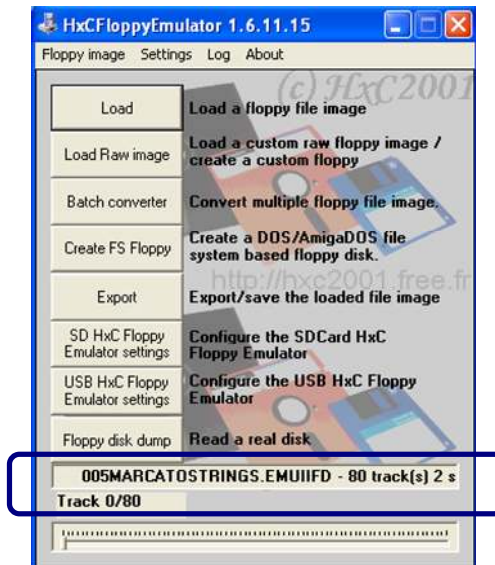 HxCFloppyEmulator 1.6.11.15
Floppy image Settings Log About
(c) HxC2001
Load
Load a floppy file image
Load Raw image
Load a custom raw floppy image /
create a custom floppy
Batch converter
Convert multiple floppy file image.
Create FS Floppy
Create a DOS/AmigaDOS file
system based floppy disk.
http://hxc2001.free.fr
Export
Export/save the loaded file image
SD HxC Floppy
Emulator settings
Configure the SDCard HxC
Floppy Emulator
USB HxC Floppy
Emulator settings
Configure the USB HxC Floppy
Emulator
Floppy disk dump
Read a real disk
005MARCATOSTRINGS.EMUIIFD - 80 track(s) 2 s
Track 0/80